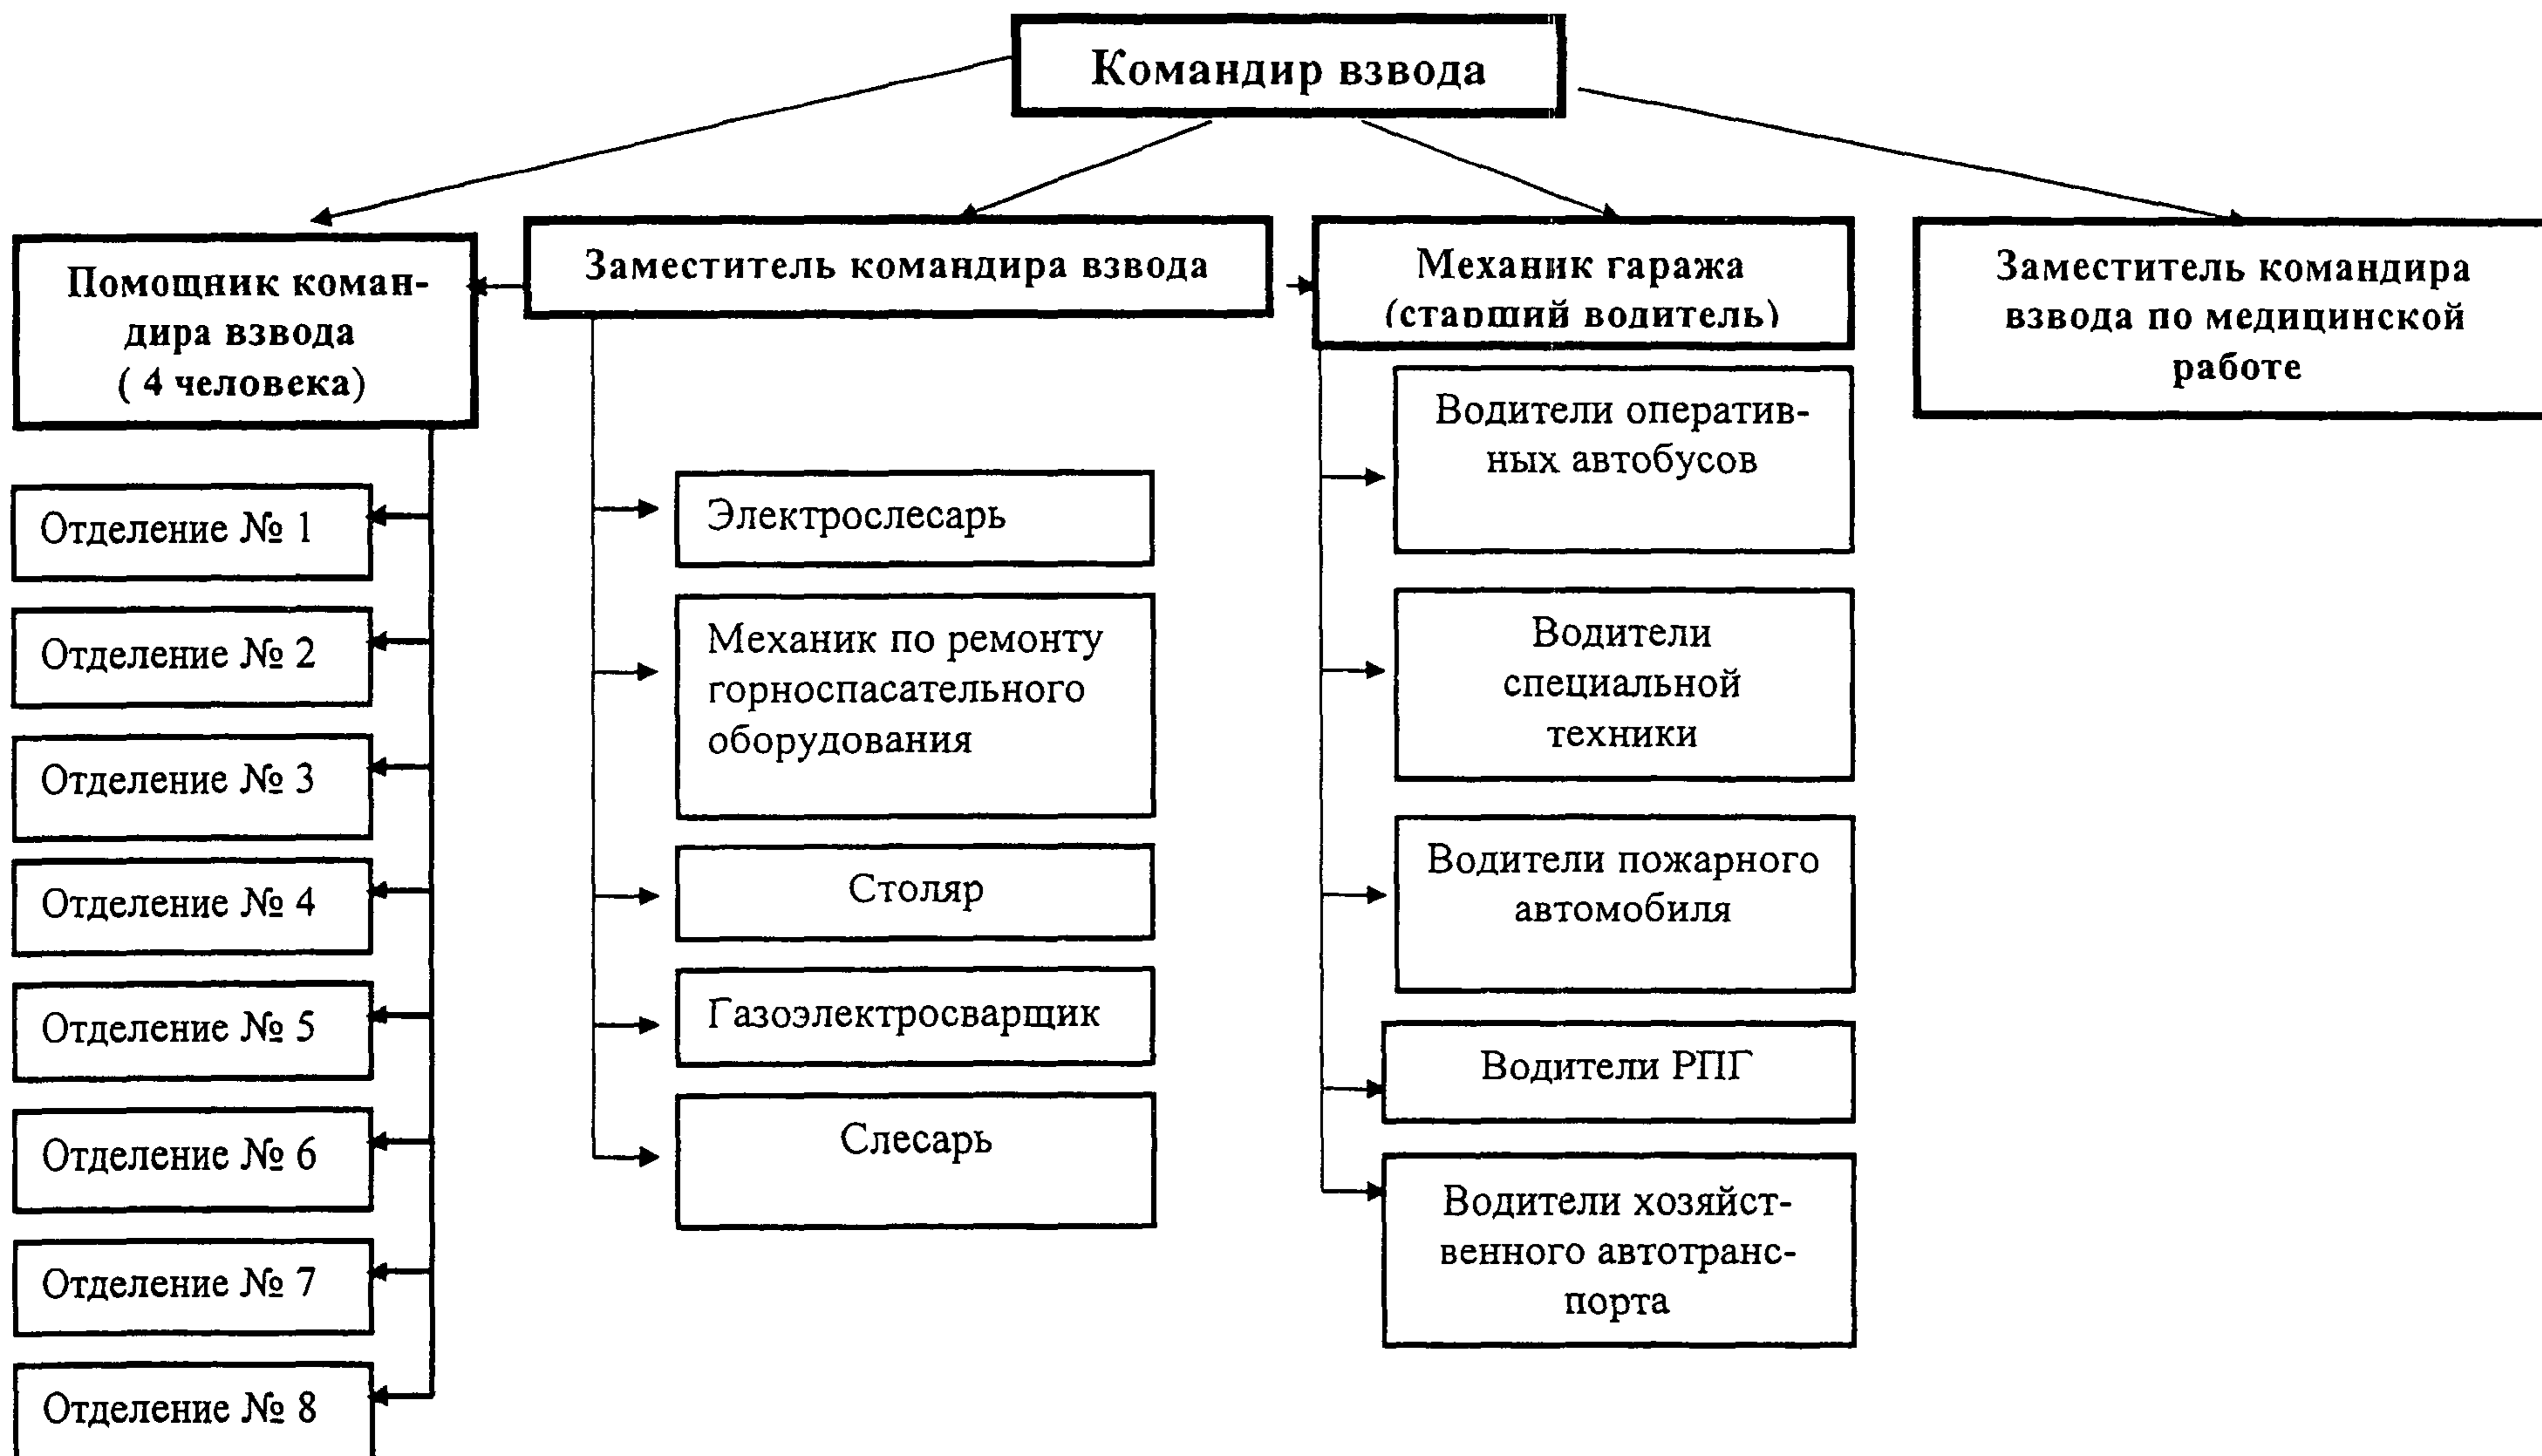 Командир взвода
Помощник коман-
дира взвода
( 4 человека)
Заместитель командира взвода
Механик гаража
(старший водитель)
Заместитель командира
взвода по медицинской
работе
Отделение № 1
Отделение № 2
Отделение № 3
Отделение № 4
Отделение № 5
Отделение № 6
Отделение № 7
Отделение № 8
Электрослесарь
Механик по ремонту
горноспасательного
оборудования
Столяр
Газоэлектросварщик
Слесарь
Водители оператив-
ных автобусов
Водители
специальной
техники
Водители пожарного
автомобиля
Водители РПГ
Водители хозяйст-
венного автотранс-
порта